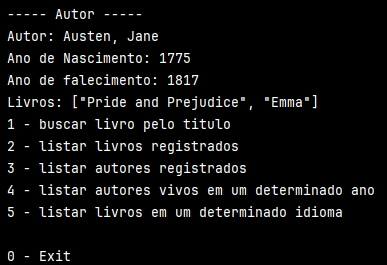 ----- Autor -----
Autor: Austen, Jane
Ano de Nascimento: 1775
Ano de falecimento: 1817
Livros: ["Pride and Prejudice", "Emma"]
1 - buscar livro pelo titulo
2 - listar livros registrados
3 - listar autores registrados
4 - listar autores vivos em um determinado ano
5 - listar livros em um determinado idioma
0 - Exit